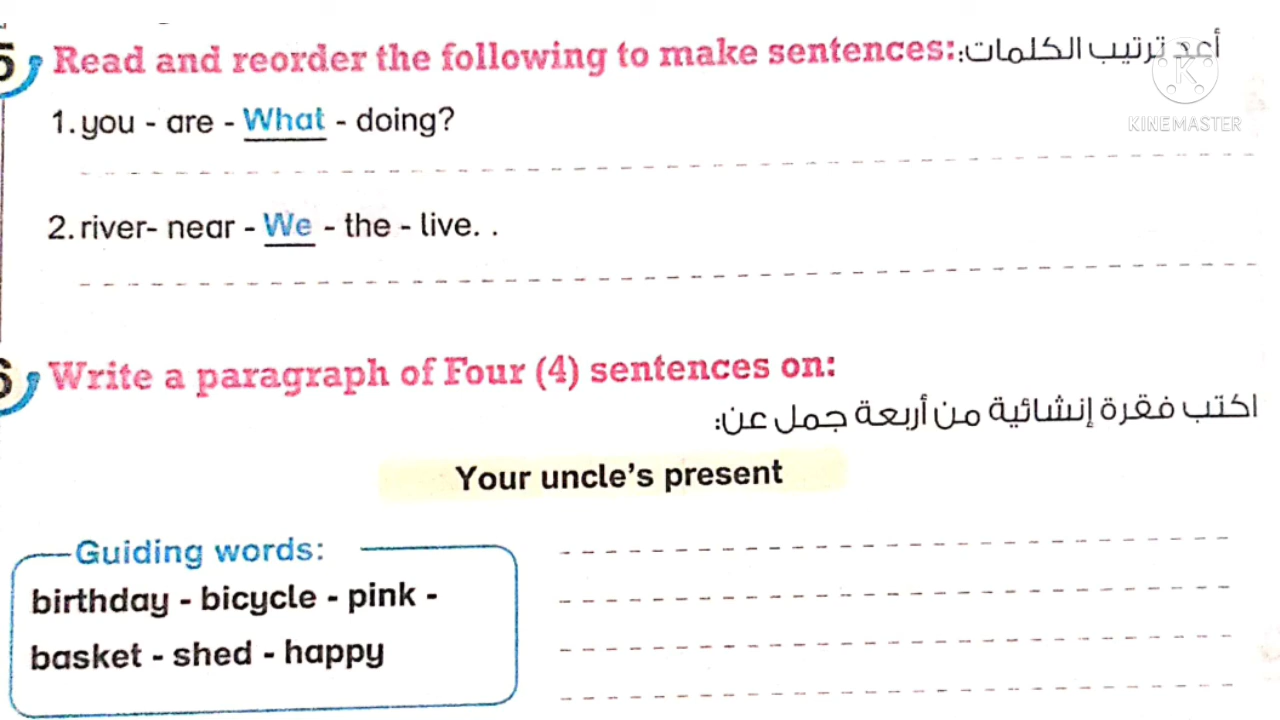 5 Read and reorder the following to make sentences: أعد ترتيب الكلمات:
KINEMASTER
1. you - are - What - doing?
2. river- near - We - the - live. .
6 Write a paragraph of Four (4) sentences on:
اكتب فقرة إنشائية من أربعة جمل عن:
Your uncle's present
Guiding words:
birthday - bicycle - pink -
basket - shed - happy